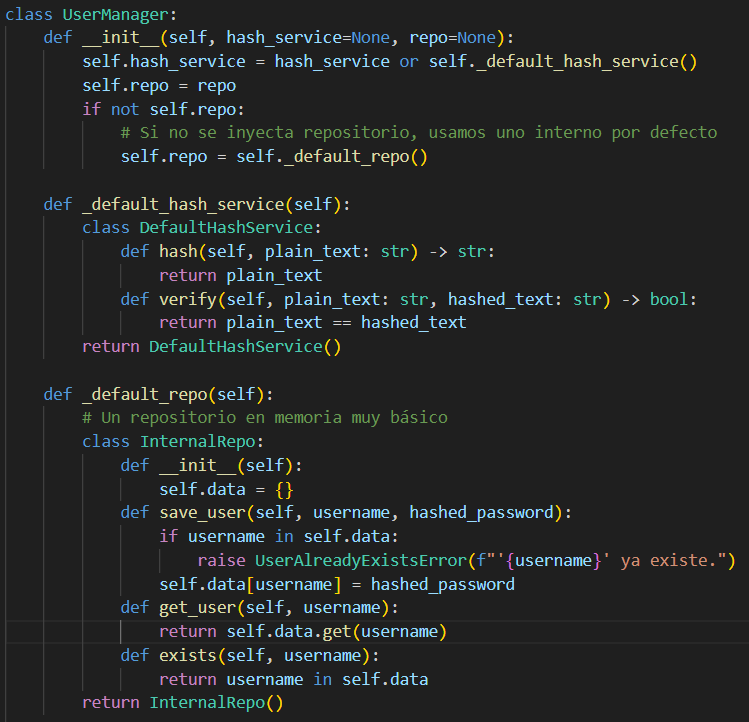 class UserManager:
    def __init__(self, hash_service=None, repo=None):
        self.hash_service = hash_service or self._default_hash_service()
        self.repo = repo
        if not self.repo:
            # Si no se inyecta repositorio, usamos uno interno por defecto
            self.repo = self._default_repo()

    def _default_hash_service(self):
        class DefaultHashService:
            def hash(self, plain_text: str) -> str:
                return plain_text
            def verify(self, plain_text: str, hashed_text: str) -> bool:
                return plain_text == hashed_text
        return DefaultHashService()

    def _default_repo(self):
        # Un repositorio en memoria muy básico
        class InternalRepo:
            def __init__(self):
                self.data = {}
            def save_user(self, username, hashed_password):
                if username in self.data:
                    raise UserAlreadyExistsError(f"'{username}' ya existe.")
                self.data[username] = hashed_password
            def get_user(self, username):
                return self.data.get(username)
            def exists(self, username):
                return username in self.data
        return InternalRepo()